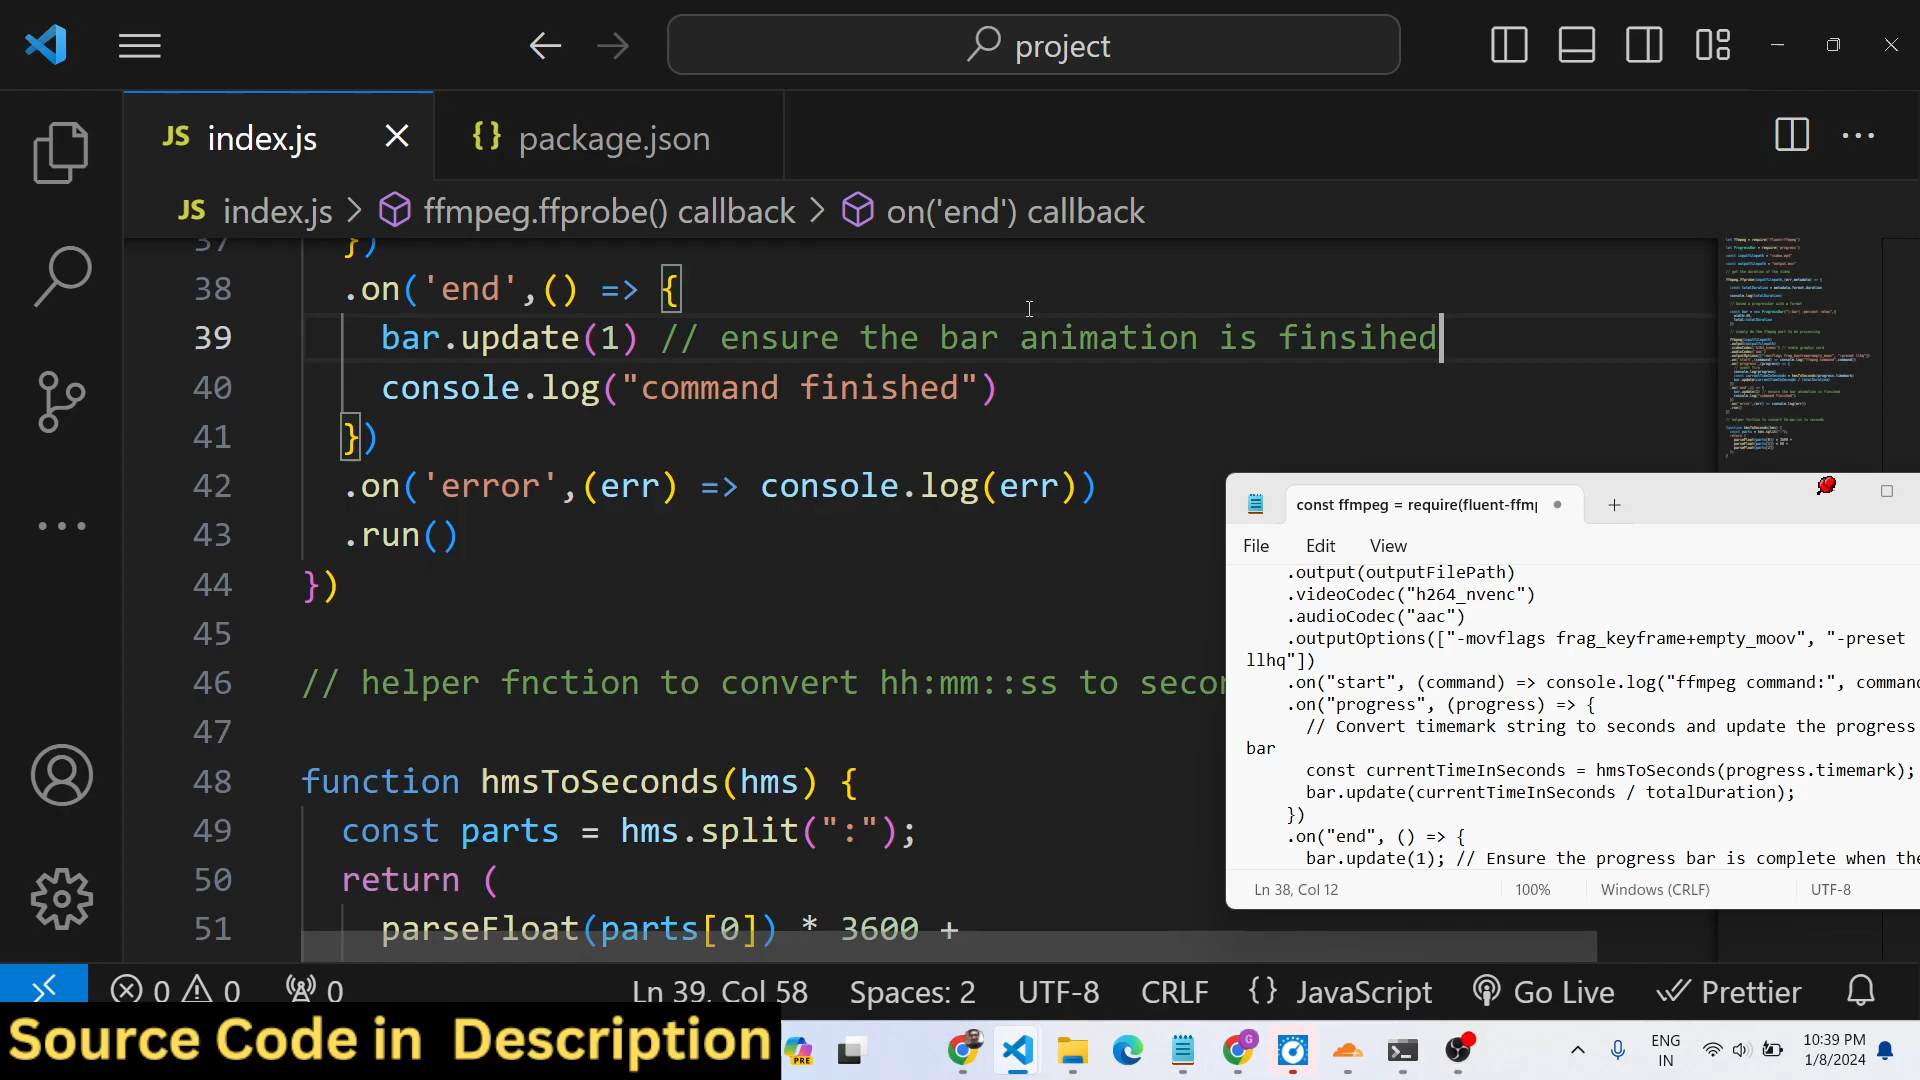 project
JS index.js
{} package.json
JS index.js > ffmpeg.ffprobe() callback > on('end') callback
37 })
38 .on('end',() => {
39 bar.update(1) // ensure the bar animation is finsihed
40 console.log("command finished")
41 })
42 .on('error',(err) => console.log(err))
43 .run()
44 })
45
46 // helper fnction to convert hh:mm::ss to secon
47
48 function hmsToSeconds(hms) {
49 const parts = hms.split(":");
50 return (
51 parseFloat(parts[0]) * 3600 +
const ffmpeg = require(fluent-ffm
File Edit View
.output(outputFilePath)
.videoCodec("h264_nvenc")
.audioCodec("aac")
.outputOptions(["-movflags frag_keyframe+empty_moov", "-preset
llhq"])
.on("start", (command) => console.log("ffmpeg command:", comman
.on("progress", (progress) => {
// Convert timemark string to seconds and update the progress
bar
const currentTimeInSeconds = hmsToSeconds(progress.timemark);
bar.update(currentTimeInSeconds / totalDuration);
})
.on("end", () => {
bar.update(1); // Ensure the progress bar is complete when the
Ln 38, Col 12 100% Windows (CRLF) UTF-8
0 0 0 Ln 39, Col 58 Spaces: 2 UTF-8 CRLF {} JavaScript Go Live Prettier
Source Code in Description
PRE
G
ENG
IN
10:39 PM
1/8/2024